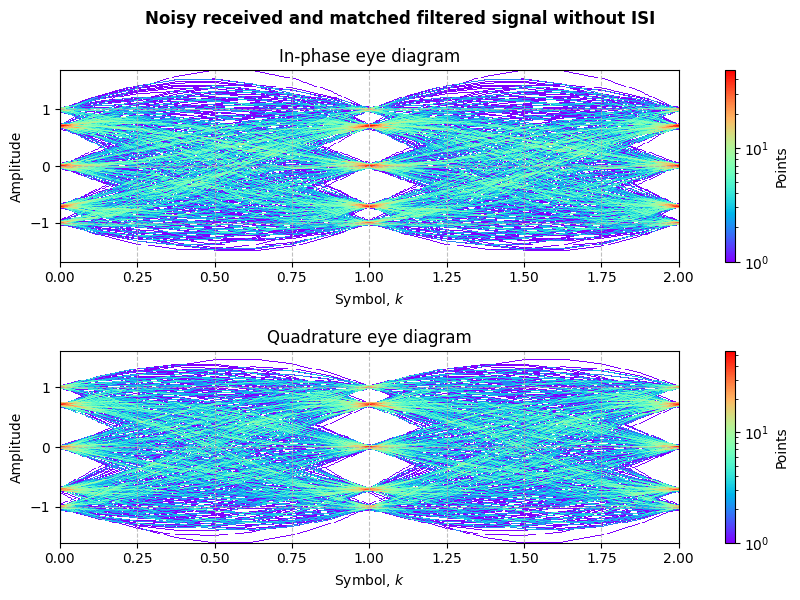 Noisy received and matched filtered signal without ISI
In-phase eye diagram
Amplitude
1
0
−1
0.00 0.25 0.50 0.75 1.00 1.25 1.50 1.75 2.00
Symbol, k
10¹
10⁰
Points
Quadrature eye diagram
Amplitude
1
0
−1
0.00 0.25 0.50 0.75 1.00 1.25 1.50 1.75 2.00
Symbol, k
10¹
10⁰
Points